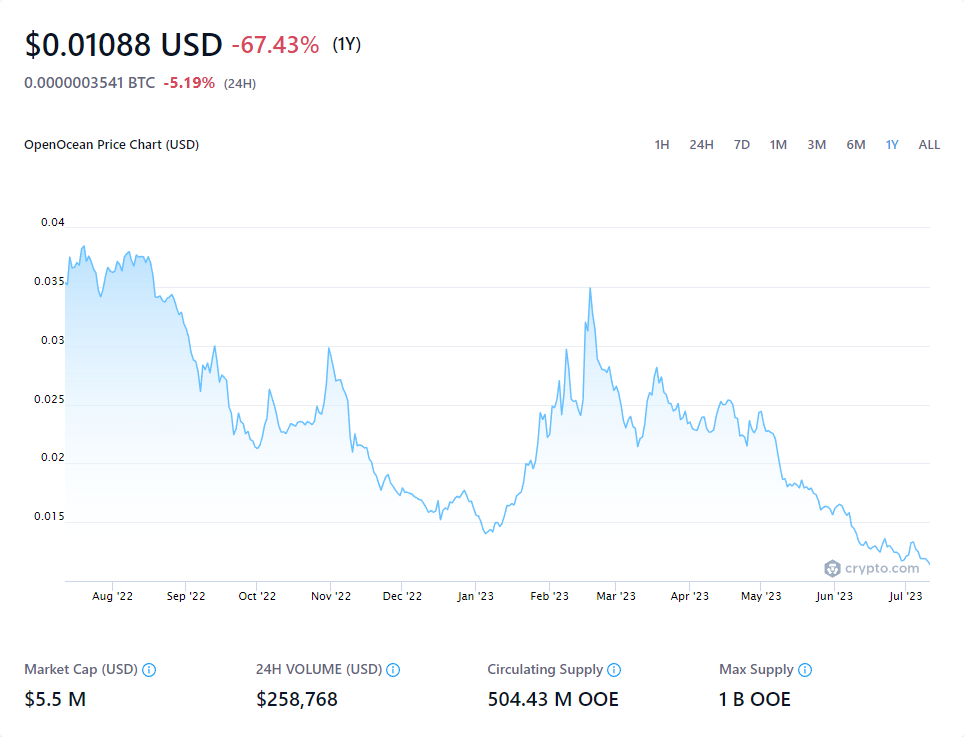 $0.01088 USD -67.43% (1Y)
0.0000003541 BTC -5.19% (24H)
OpenOcean Price Chart (USD) 1H 24H 7D 1M 3M 6M 1Y ALL
0.04
0.035
0.03
0.025
0.02
0.015
crypto.com
Aug '22 Sep '22 Oct '22 Nov '22 Dec '22 Jan '23 Feb '23 Mar '23 Apr '23 May '23 Jun '23 Jul '23
Market Cap (USD) 24H VOLUME (USD) Circulating Supply Max Supply
$5.5 M $258,768 504.43 M OOE 1 B OOE